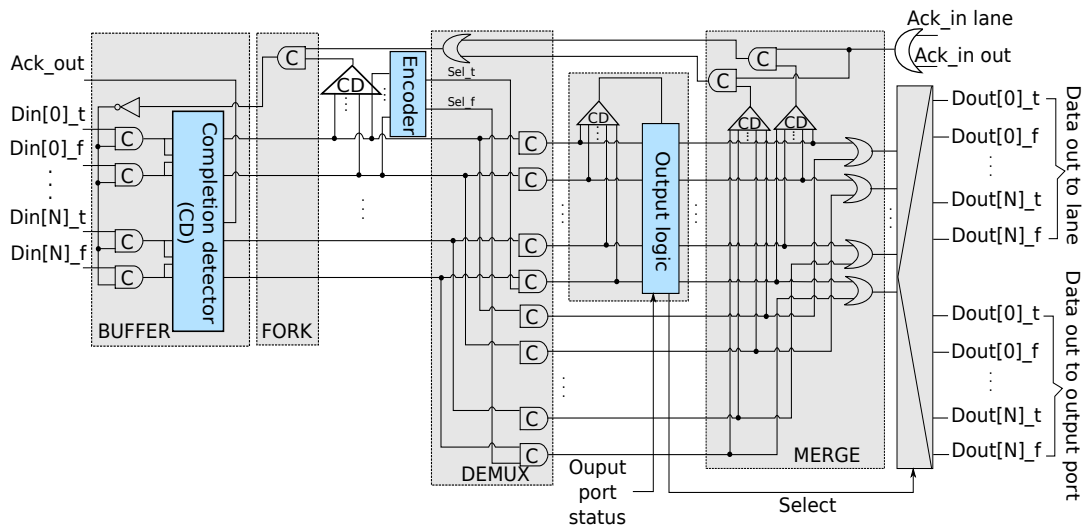 Ack_out
Din[0]_t
Din[0]_f
Din[N]_t
Din[N]_f
C
C
C
C
Completion detector
(CD)
BUFFER
C
CD
FORK
Encoder
Sel_t
Sel_f
C
C
C
C
C
C
C
C
DEMUX
CD
Output logic
Ouput
port
status
Select
C
C
CD
CD
MERGE
Ack_in lane
Ack_in out
Dout[0]_t
Dout[0]_f
Dout[N]_t
Dout[N]_f
Data out to lane
Dout[0]_t
Dout[0]_f
Dout[N]_t
Dout[N]_f
Data out to output port